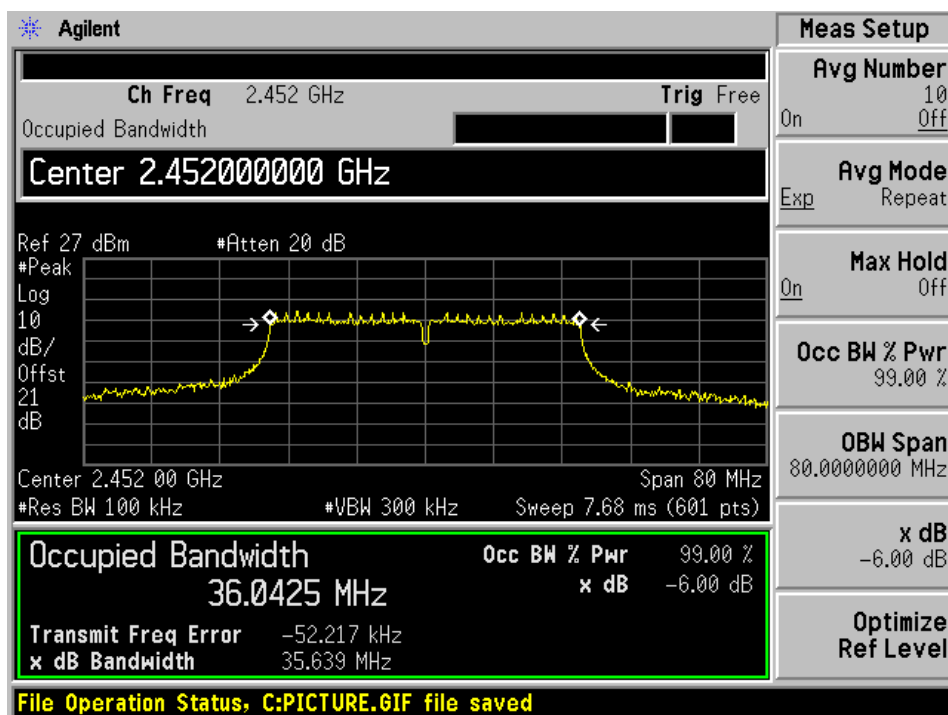 Agilent
Ch Freq 2.452 GHz Trig Free
Occupied Bandwidth
Center 2.452000000 GHz
Ref 27 dBm #Atten 20 dB
#Peak
Log
10
dB/
Offst
21
dB
Center 2.452 00 GHz Span 80 MHz
#Res BW 100 kHz #VBW 300 kHz Sweep 7.68 ms (601 pts)
Occupied Bandwidth Occ BW % Pwr 99.00 %
36.0425 MHz x dB -6.00 dB
Transmit Freq Error -52.217 kHz
x dB Bandwidth 35.639 MHz
File Operation Status, C:PICTURE.GIF file saved
Meas Setup
Avg Number
10
On Off
Avg Mode
Exp Repeat
Max Hold
On Off
Occ BW % Pwr
99.00 %
OBW Span
80.0000000 MHz
x dB
-6.00 dB
Optimize
Ref Level